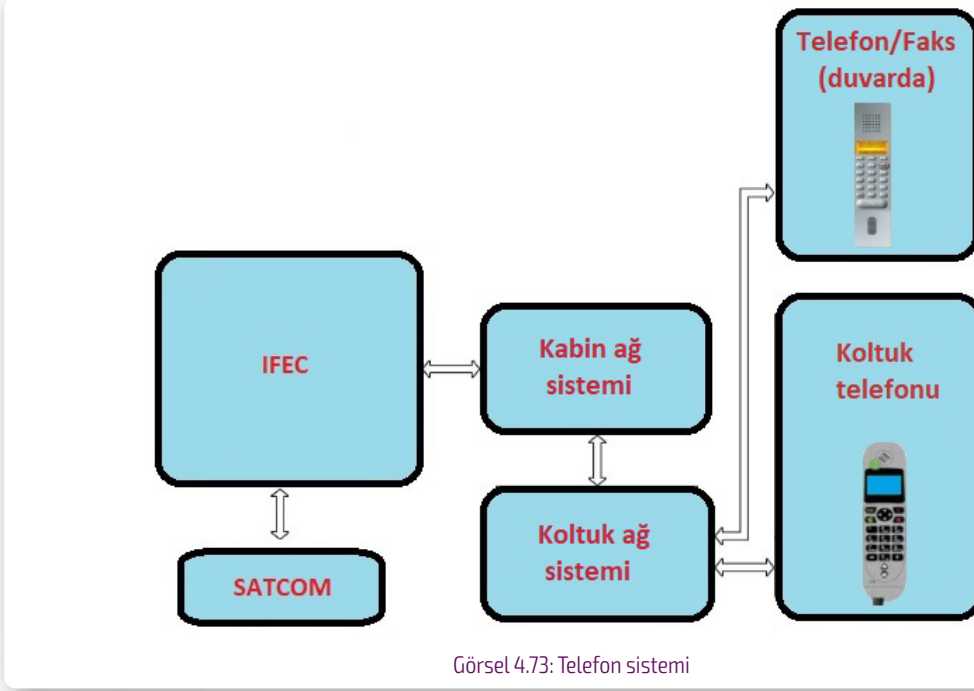 Telefon/Faks
(duvarda)
IFEC
Kabin ağ
sistemi
Koltuk
telefonu
Koltuk ağ
sistemi
SATCOM
Görsel 4.73: Telefon sistemi